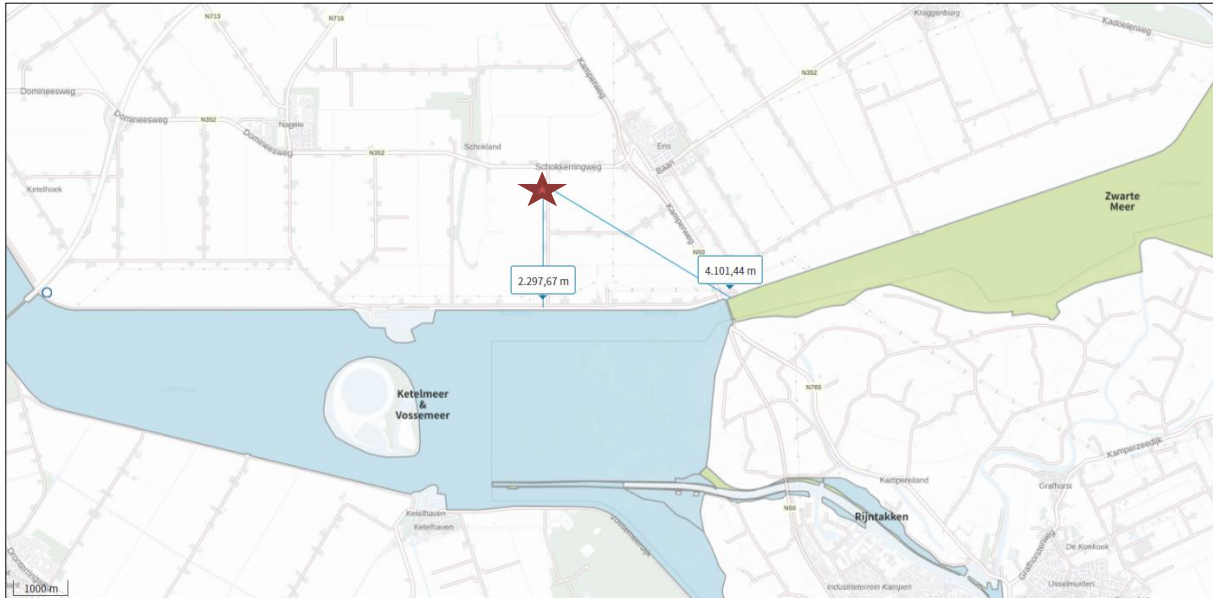 N713
N716
Kraggenburg
Kadoelerweg
Kamperweg
N352
Domineesweg
Domineesweg
N352
Nagele
Domineesweg
N352
Schokland
Ens
Baan
Schokkerringweg
Ketelhoek
Kamperweg
Zwarte
Meer
N50
2.297,67 m
4.101,44 m
Ketelmeer
&
Vossemeer
N765
Kamperzeedijk
Kampereiland
Grafhorst
Ketelhaven
Ketelhaven
N50
Rijntakken
Vossemeerdijk
Grafhorsterweg
De Koekoek
Industrieterrein Kampen
IJsselmuiden
1000 m